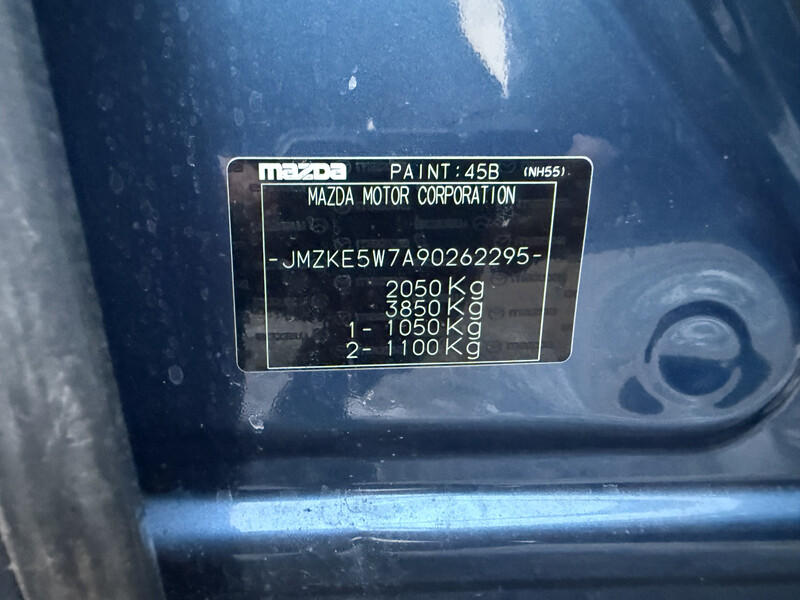 mazda PAINT:45B (NH55)
MAZDA MOTOR CORPORATION
-JMZKE5W7A90262295-
2050Kg
3850Kg
1- 1050Kg
2- 1100Kg